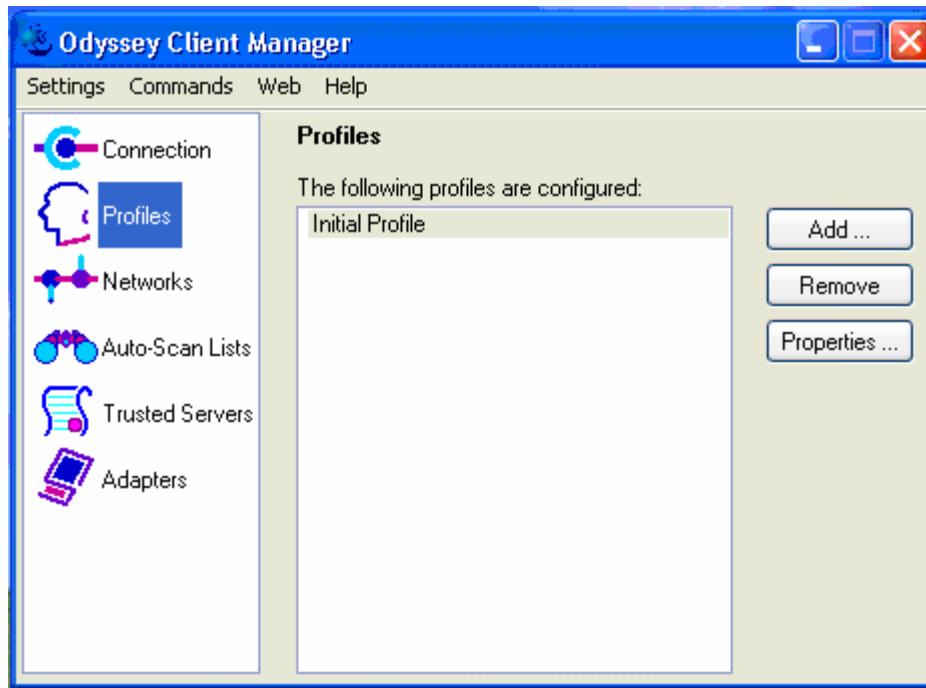 Odyssey Client Manager
Settings Commands Web Help
Connection
Profiles
Networks
Auto-Scan Lists
Trusted Servers
Adapters
Profiles
The following profiles are configured:
Initial Profile
Add ...
Remove
Properties ...